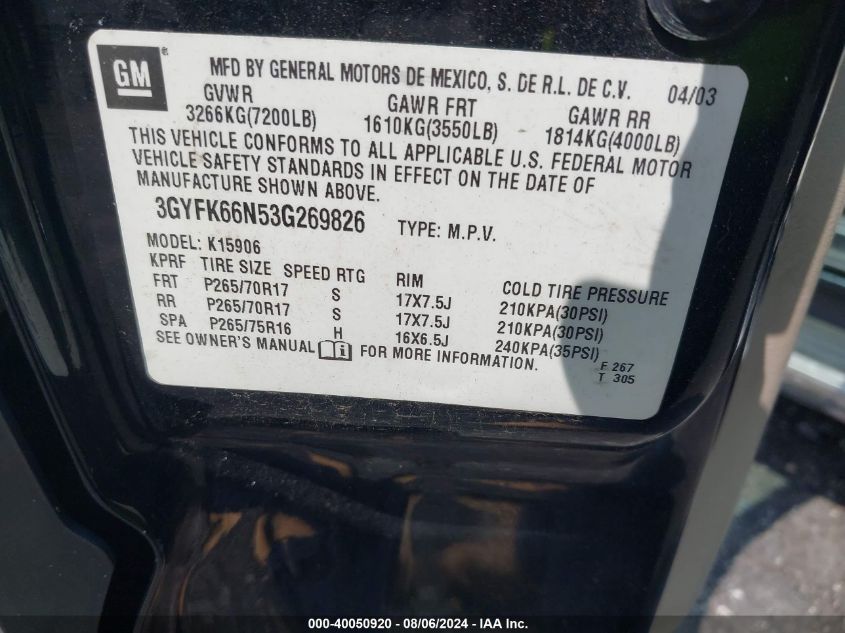 GM ®
MFD BY GENERAL MOTORS DE MEXICO, S. DE R.L. DE C.V. 04/03
GVWR GAWR FRT GAWR RR
3266KG(7200LB) 1610KG(3550LB) 1814KG(4000LB)
THIS VEHICLE CONFORMS TO ALL APPLICABLE U.S. FEDERAL MOTOR
VEHICLE SAFETY STANDARDS IN EFFECT ON THE DATE OF
MANUFACTURE SHOWN ABOVE.
3GYFK66N53G269826 TYPE: M.P.V.
MODEL: K15906
KPRF TIRE SIZE SPEED RTG RIM COLD TIRE PRESSURE
FRT P265/70R17 S 17X7.5J 210KPA(30PSI)
RR P265/70R17 S 17X7.5J 210KPA(30PSI)
SPA P265/75R16 H 16X6.5J 240KPA(35PSI)
SEE OWNER'S MANUAL FOR MORE INFORMATION.
F 267
T 305
000-40050920 - 08/06/2024 - IAA Inc.